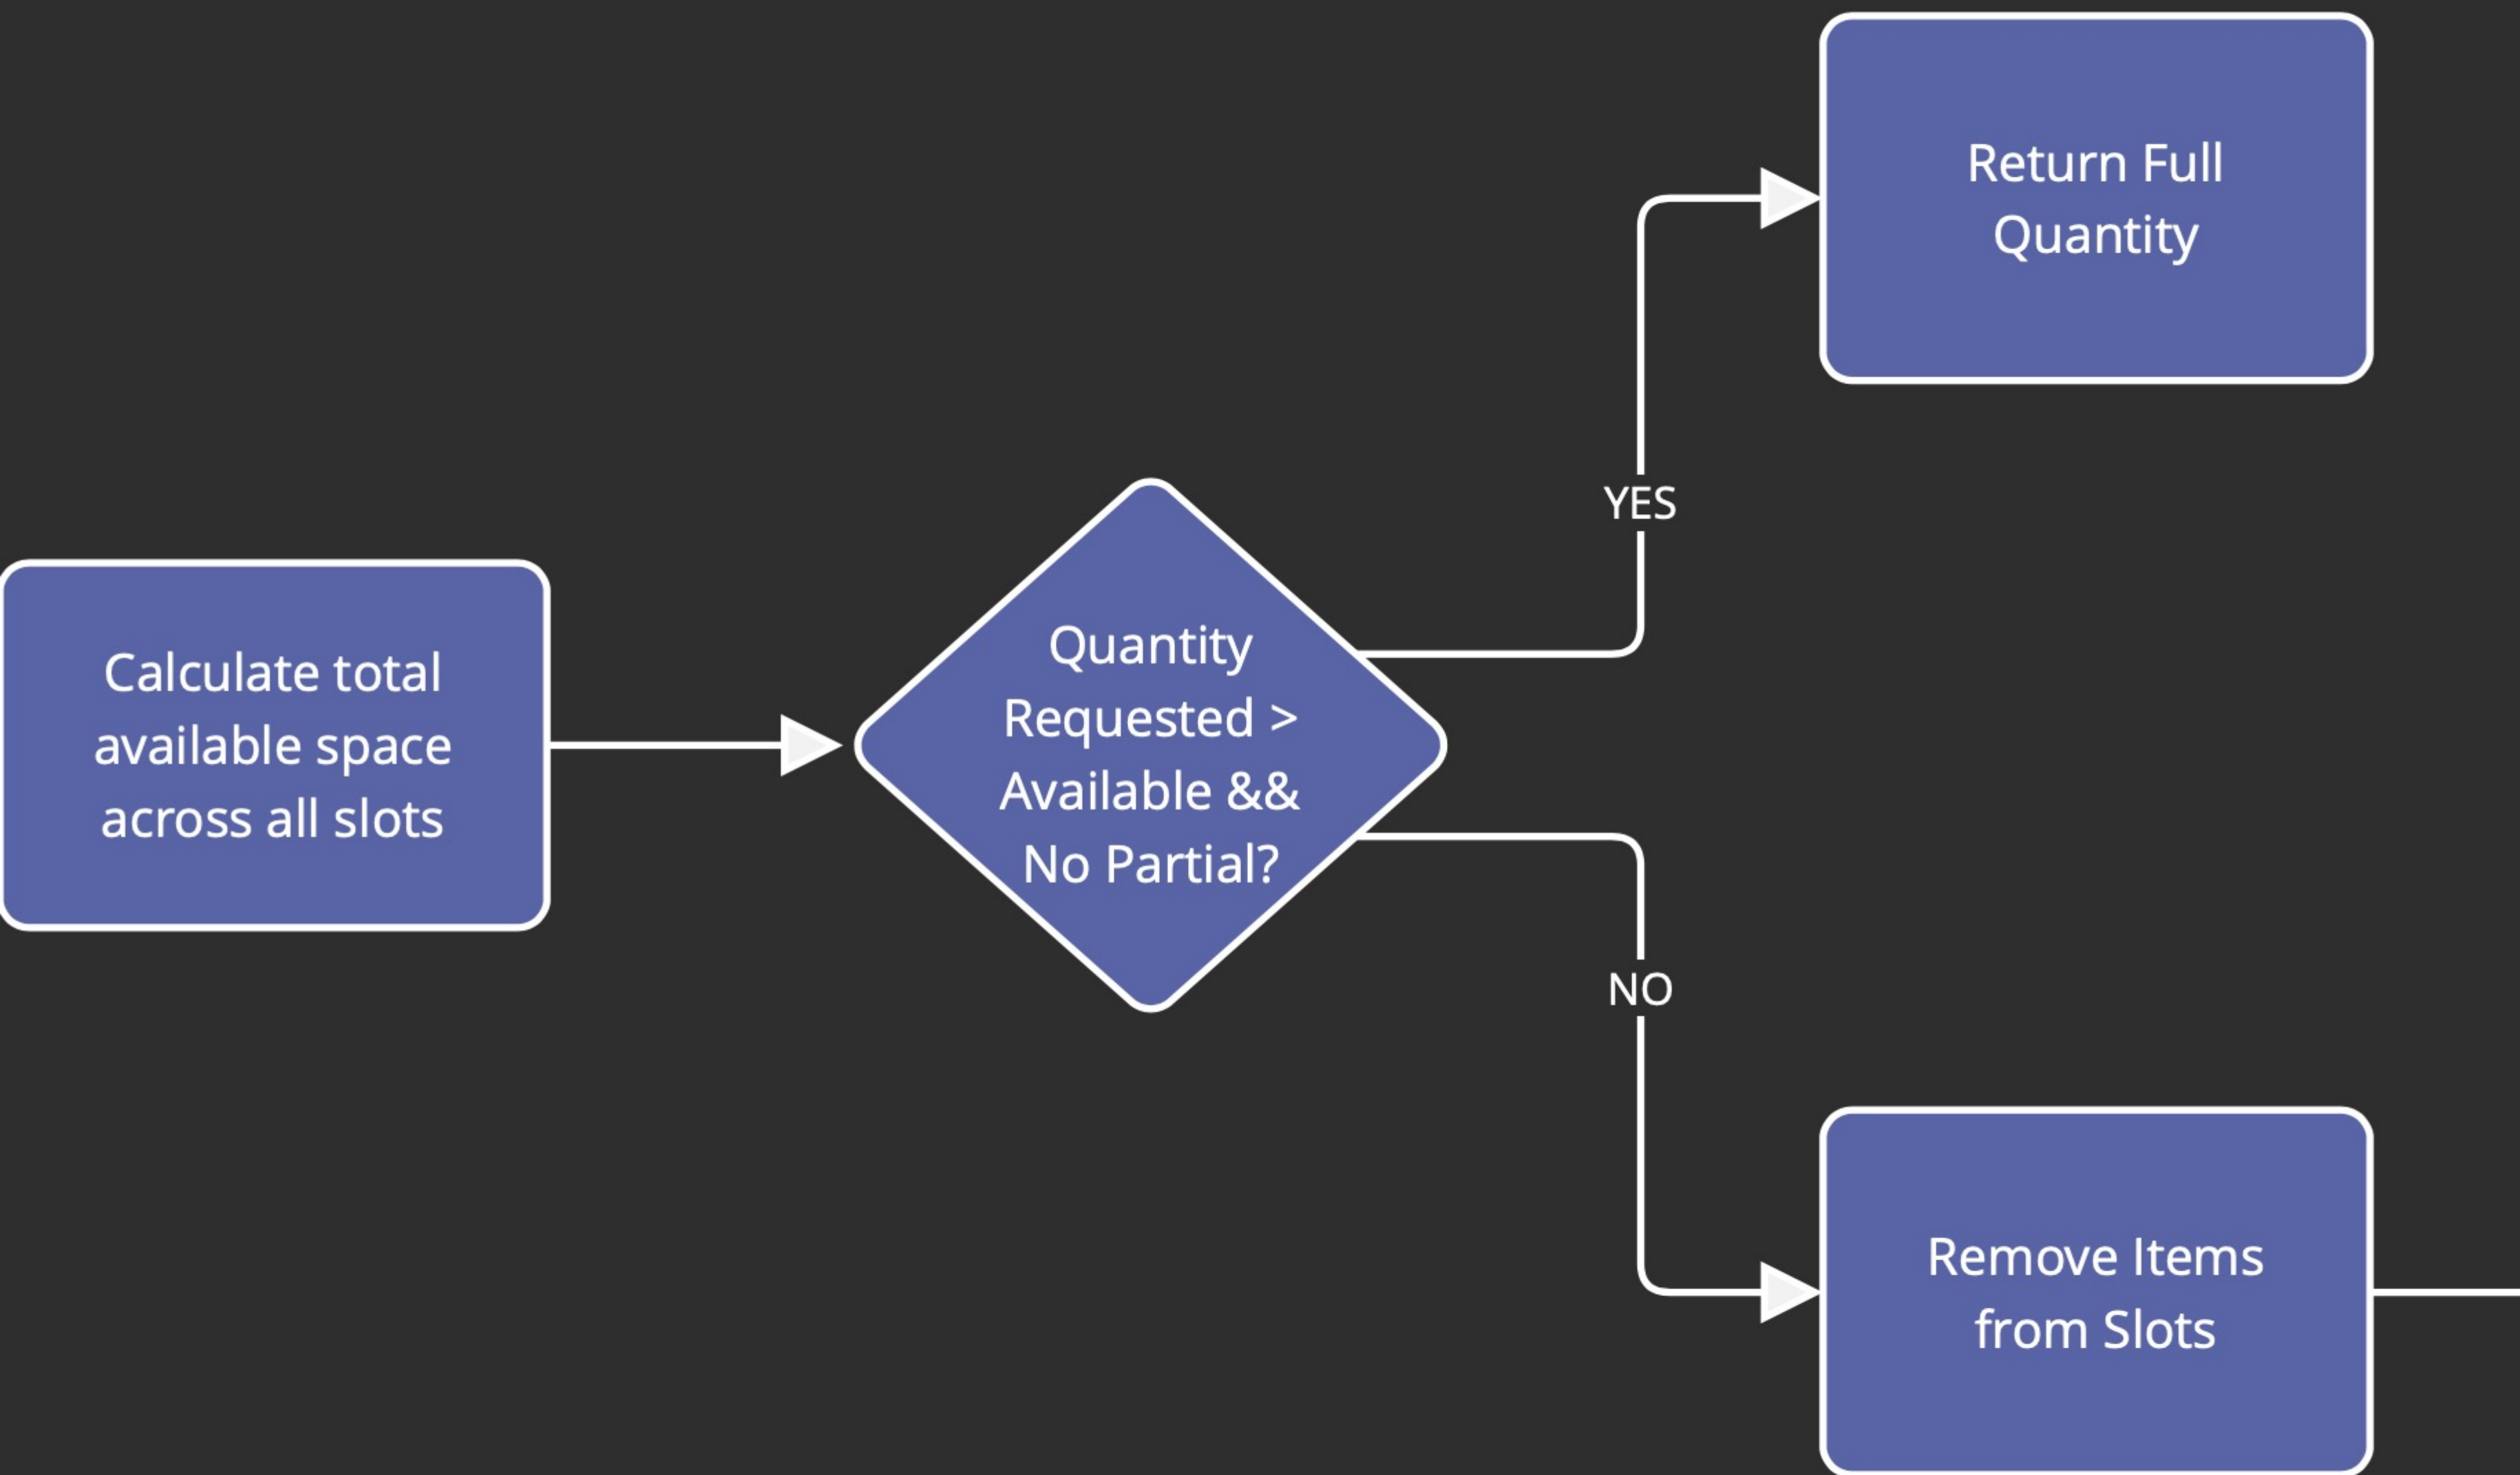 Calculate total
available space
across all slots
Quantity
Requested >
Available &&
No Partial?
YES
Return Full
Quantity
NO
Remove Items
from Slots